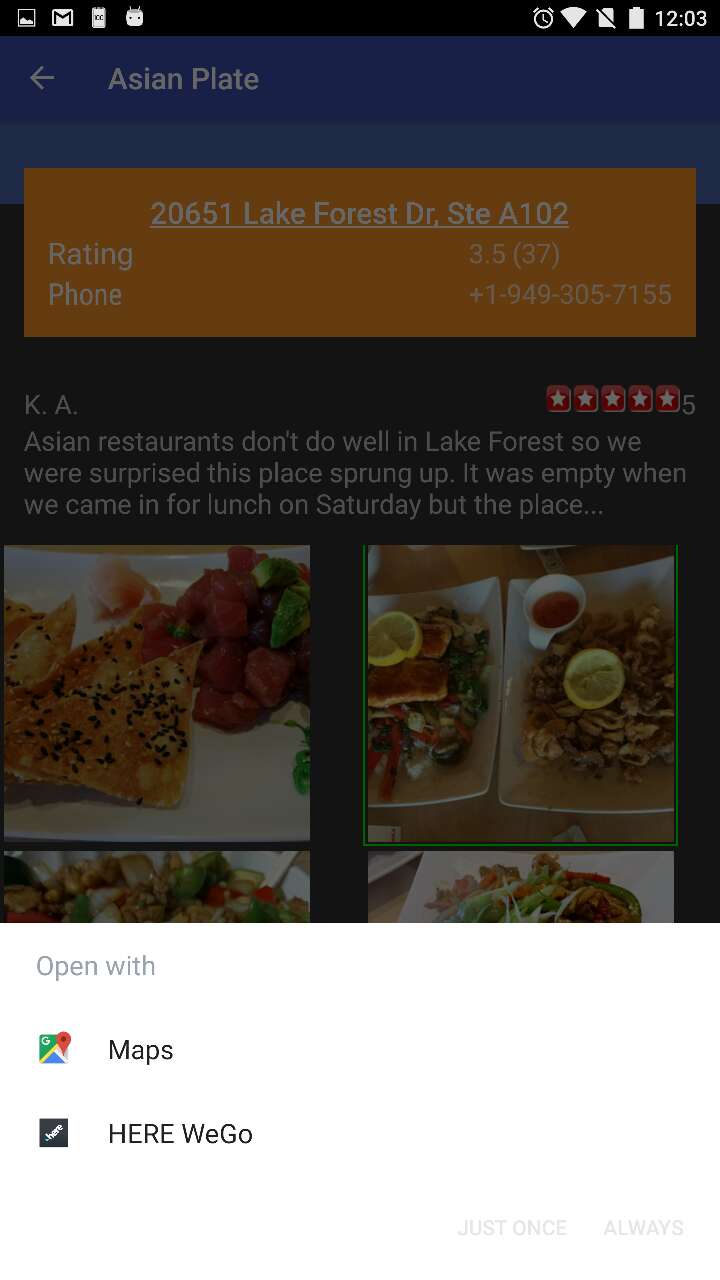 12:03
Asian Plate
20651 Lake Forest Dr, Ste A102
Rating 3.5 (37)
Phone +1-949-305-7155
K. A. 5
Asian restaurants don't do well in Lake Forest so we
were surprised this place sprung up. It was empty when
we came in for lunch on Saturday but the place...
Open with
G
Maps
here
HERE WeGo
JUST ONCE ALWAYS